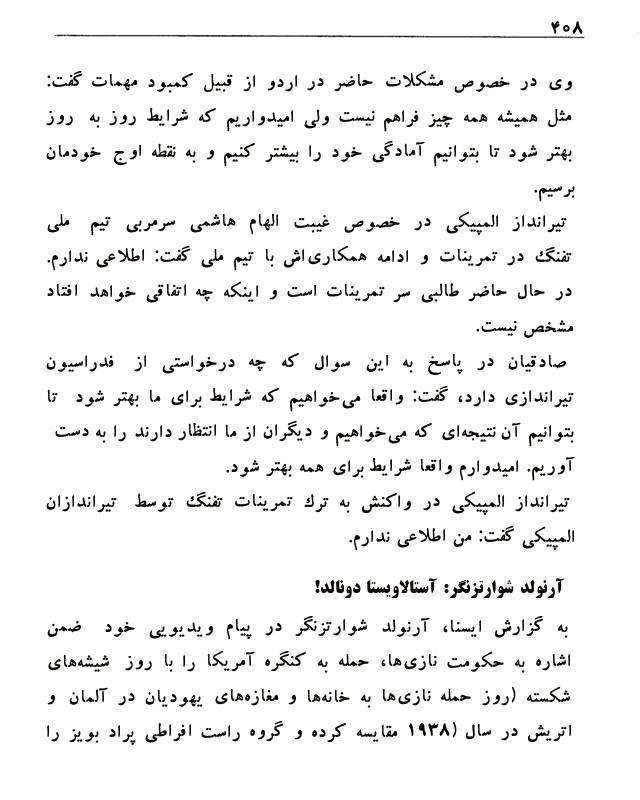 ۴۰۸
وی در خصوص مشکلات حاضر در اردو از قبیل کمبود مهمات گفت:
مثل همیشه همه چیز فراهم نیست ولی امیدواریم که شرایط روز به روز
بهتر شود تا بتوانیم آمادگی خود را بیشتر کنیم و به نقطه اوج خودمان
برسیم.
تیرانداز المپیکی در خصوص غیبت الهام هاشمی سرمربی تیم ملی
تفنگ در تمرینات و ادامه همکاری‌اش با تیم ملی گفت: اطلاعی ندارم.
در حال حاضر طالبی سر تمرینات است و اینکه چه اتفاقی خواهد افتاد
مشخص نیست.
صادقیان در پاسخ به این سوال که چه درخواستی از فدراسیون
تیراندازی دارد، گفت: واقعا می‌خواهیم که شرایط برای ما بهتر شود تا
بتوانیم آن نتیجه‌ای که می‌خواهیم و دیگران از ما انتظار دارند را به دست
آوریم. امیدوارم واقعا شرایط برای همه بهتر شود.
تیرانداز المپیکی در واکنش به ترک تمرینات تفنگ توسط تیراندازان
المپیکی گفت: من اطلاعی ندارم.
آرنولد شوارتزنگر: آستالاویستا دونالد!
به گزارش ایسنا، آرنولد شوارتزنگر در پیام ویدیویی خود ضمن
اشاره به حکومت نازی‌ها، حمله به کنگره آمریکا را با روز شیشه‌های
شکسته (روز حمله نازی‌ها به خانه‌ها و مغازه‌های یهودیان در آلمان و
اتریش در سال (۱۹۳۸ مقایسه کرده و گروه راست افراطی پراد بویز را